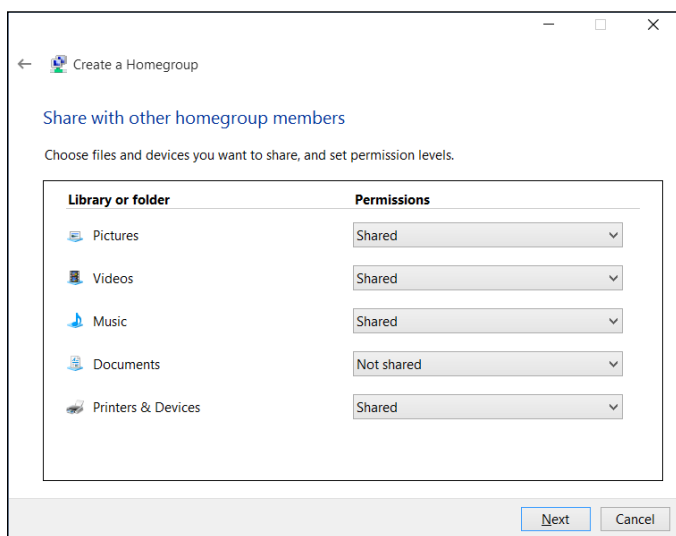 Create a Homegroup
Share with other homegroup members
Choose files and devices you want to share, and set permission levels.
Library or folder Permissions
Pictures Shared
Videos Shared
Music Shared
Documents Not shared
Printers & Devices Shared
Next Cancel